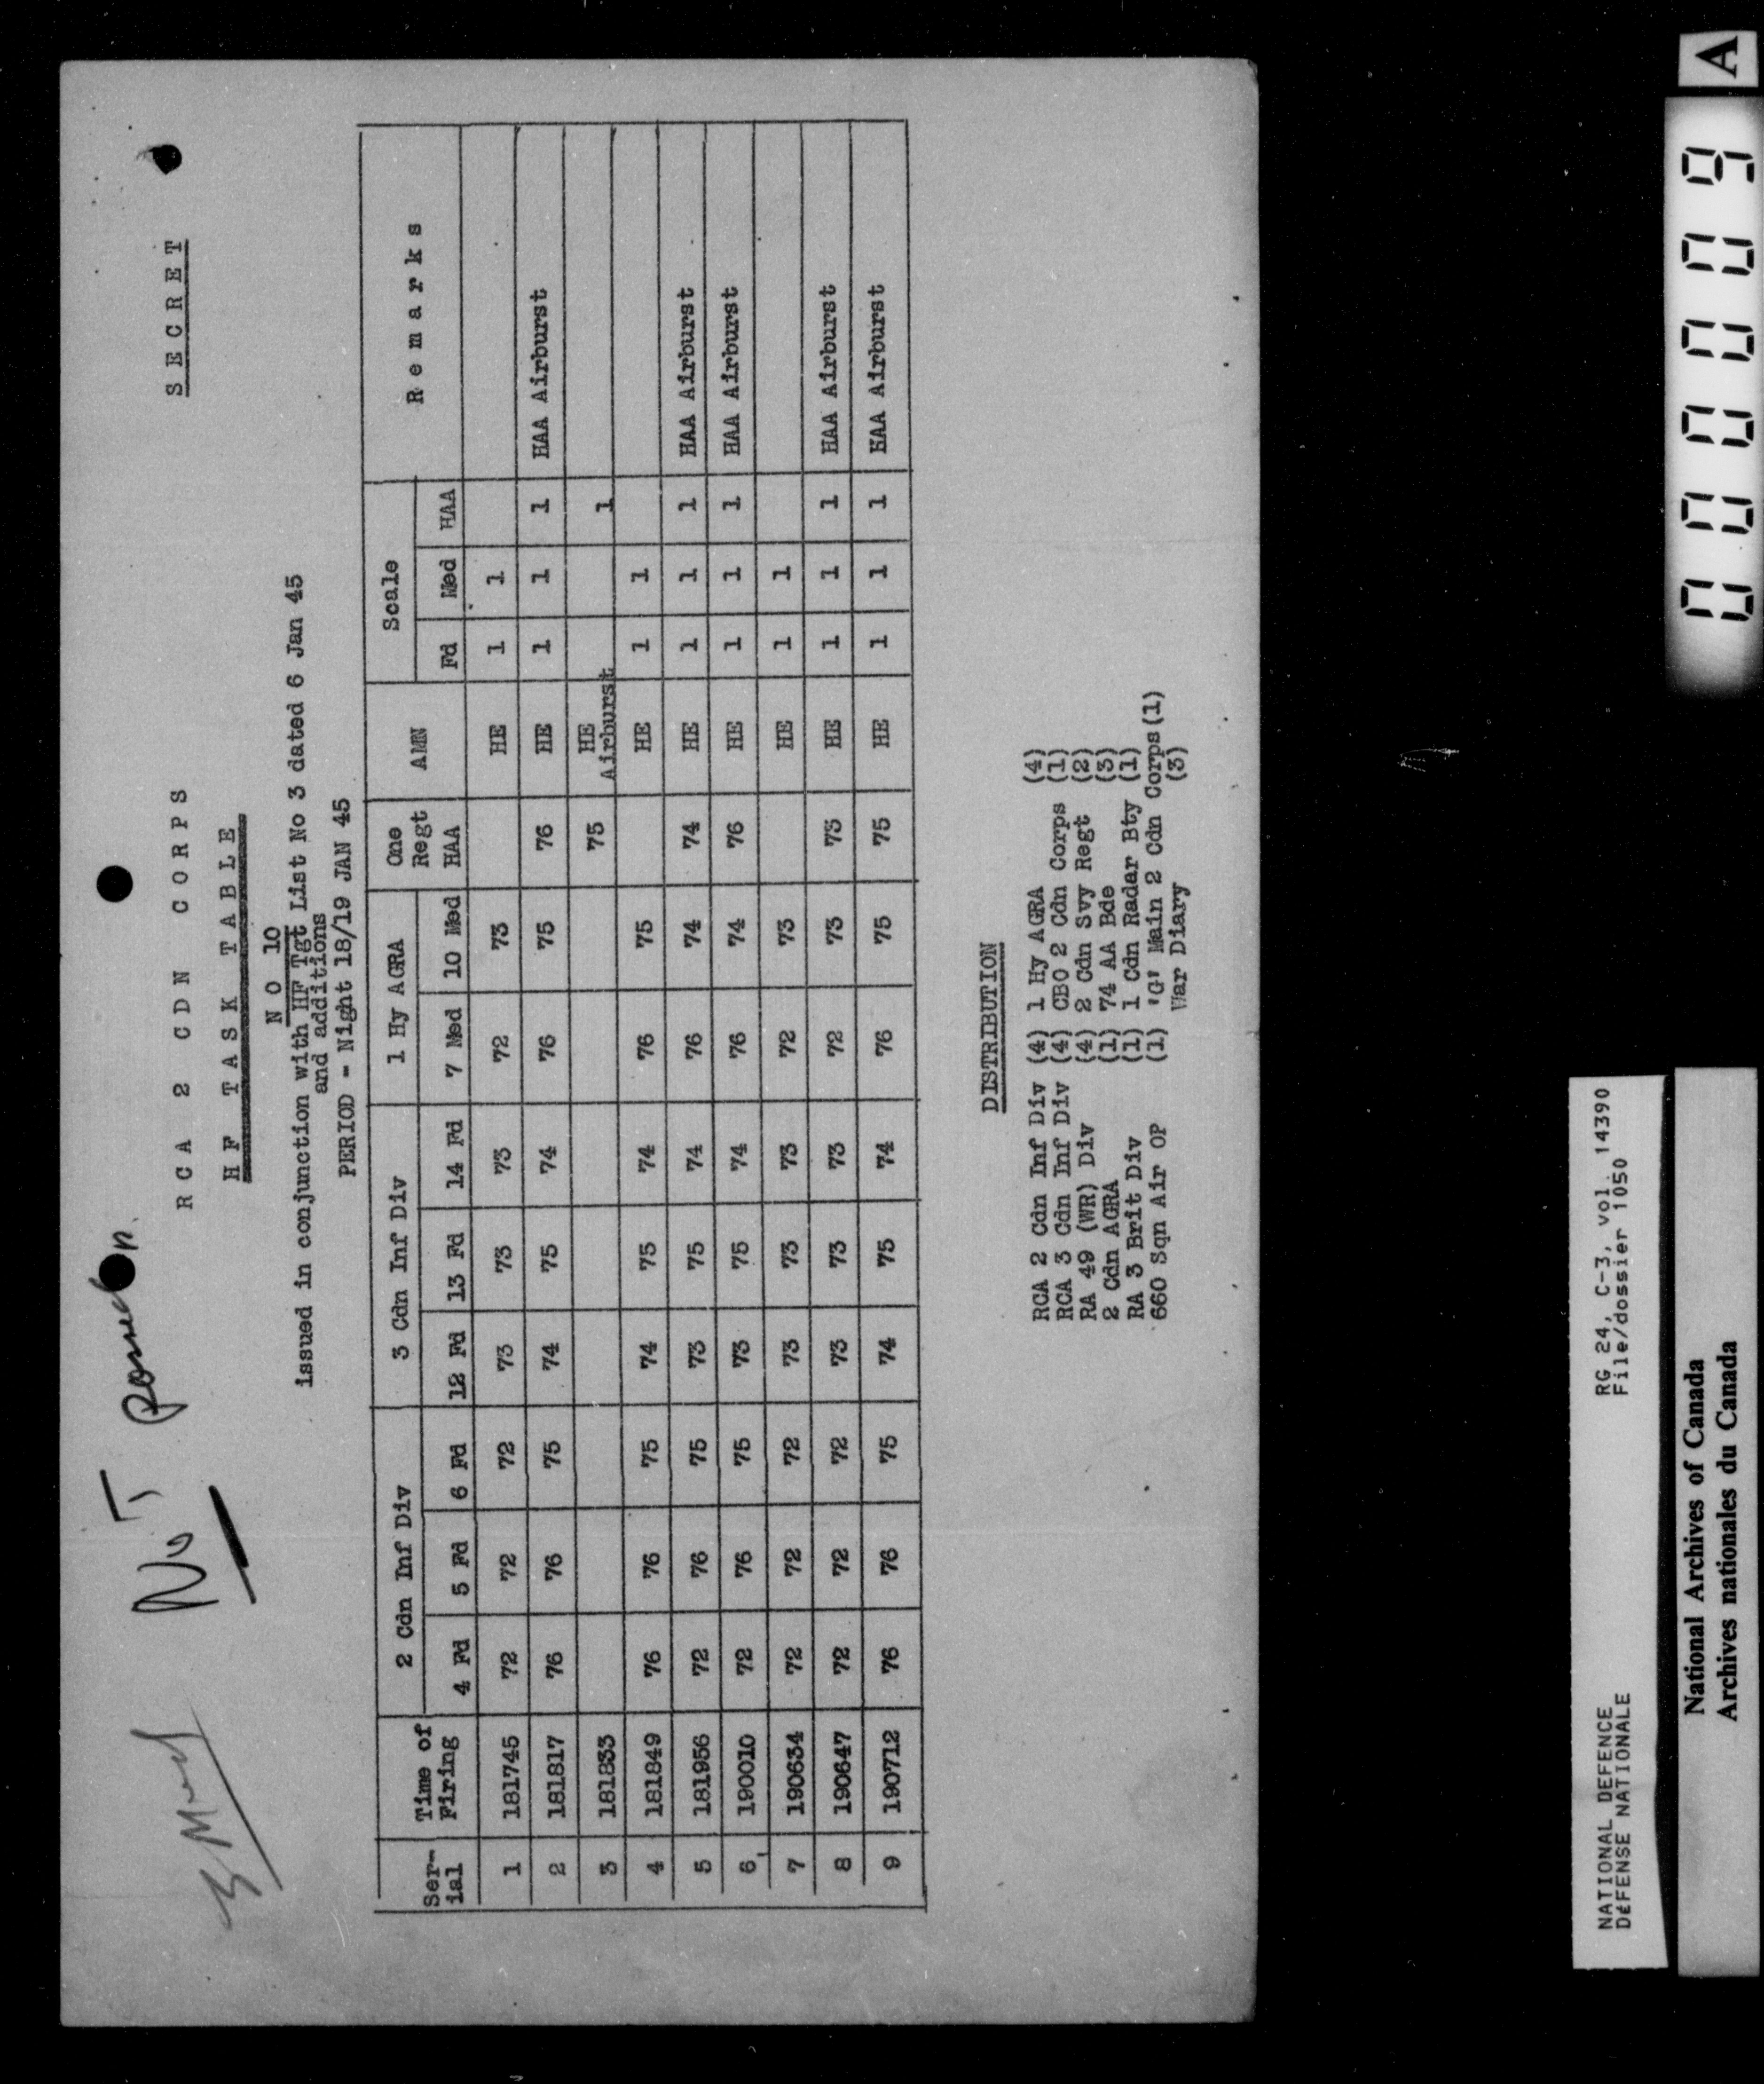 SECRET
NOT
RCA 2 CDN CORPS
HF TASK TABLE
NO 10
issued in conjunction with HF Tgt List No 3 dated 6 Jan 45
and additions
PERIOD - Night 18/19 JAN 45
Ser- Time of 2 Cdn Inf Div 3 Cdn Inf Div 1 Hy AGRA One AMN Scale Remarks
ial Firing 4 Fd 5 Fd 6 Fd 12 Fd 13 Fd 14 Fd 7 Med 10 Med Regt HAA Fd Med HAA
1 181745 72 72 72 73 73 73 72 73 HE 1 1
2 181817 76 76 75 74 75 74 76 75 76 HE 1 1 1 HAA Airburst
3 181833 75 HE Airburst 1
4 181849 76 76 75 74 75 74 76 75 HE 1 1
5 181956 72 76 75 73 75 74 76 74 74 HE 1 1 1 HAA Airburst
6 190010 72 76 75 73 75 74 76 74 76 HE 1 1 1 HAA Airburst
7 190634 72 72 72 73 73 73 72 73 HE 1 1
8 190647 72 72 72 73 73 73 72 73 73 HE 1 1 1 HAA Airburst
9 190712 76 76 75 74 75 74 76 75 75 HE 1 1 1 HAA Airburst
DISTRIBUTION
RCA 2 Cdn Inf Div (4) 1 Hy AGRA (4)
RCA 3 Cdn Inf Div (4) CBO 2 Cdn Corps (1)
RA 49 (WR) Div (4) 2 Cdn Svy Regt (2)
2 Cdn AGRA (1) 74 AA Bde (3)
RA 3 Brit Div (1) 1 Cdn Radar Bty (1)
660 Sqn Air OP (1) 'G' Main 2 Cdn Corps (1)
War Diary (3)
NATIONAL DEFENCE RG 24, C-3, vol. 14390
DÉFENSE NATIONALE File/dossier 1050
National Archives of Canada
Archives nationales du Canada
00009 A